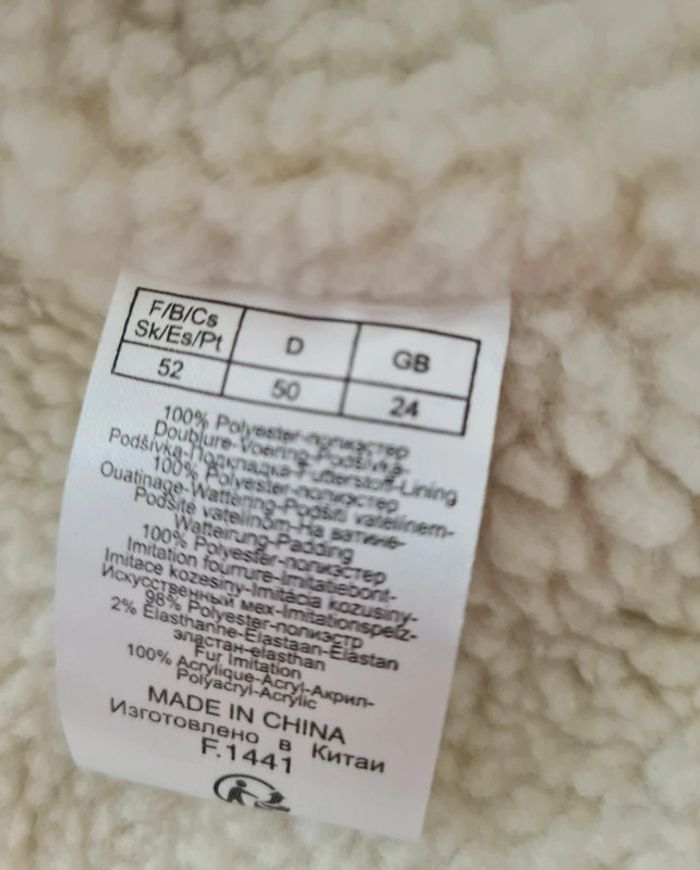 F/B/Cs
Sk/Es/Pt
D
GB
52
50
24
100% Polyester-полиэстер
Doublure-Voering-Podšívka-
Podšívka-Подкладка-Futterstoff-Lining
100% Polyester-полиэстер
Ouatinage-Wattering-Podšití vatelínem-
Podšité vatelínom-На ватине-
Watteirung-Padding
100% Polyester-полиэстер
Imitation fourrure-Imitatiebont-
Imitace kozesiny-Imitácia kozusiny-
Искусственный мех-Imitationspelz-
98% Polyester-полиэстр
2% Elasthanne-Elastaan-Elastan
эластан-elasthan
Fur Imitation
100% Acrylique-Acryl-Акрил-
Polyacryl-Acrylic
MADE IN CHINA
Изготовлено в Китаи
F.1441